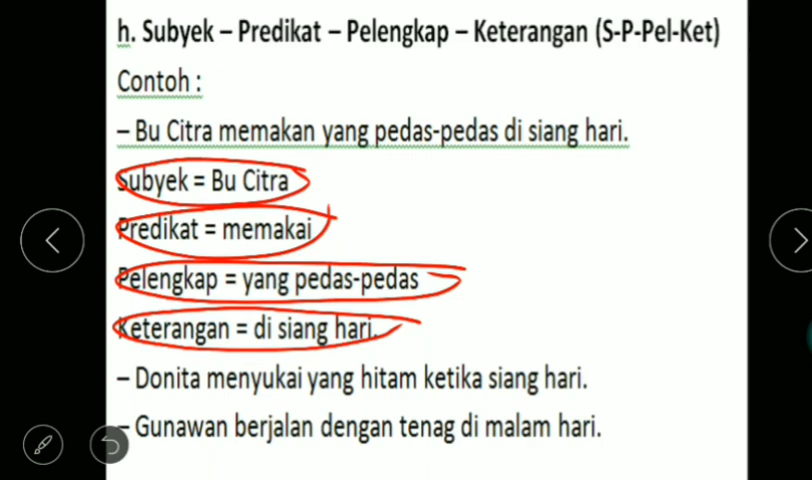 h. Subyek – Predikat – Pelengkap – Keterangan (S-P-Pel-Ket)
Contoh :
– Bu Citra memakan yang pedas-pedas di siang hari.
Subyek = Bu Citra
Predikat = memakai
Pelengkap = yang pedas-pedas
Keterangan = di siang hari.
– Donita menyukai yang hitam ketika siang hari.
– Gunawan berjalan dengan tenag di malam hari.